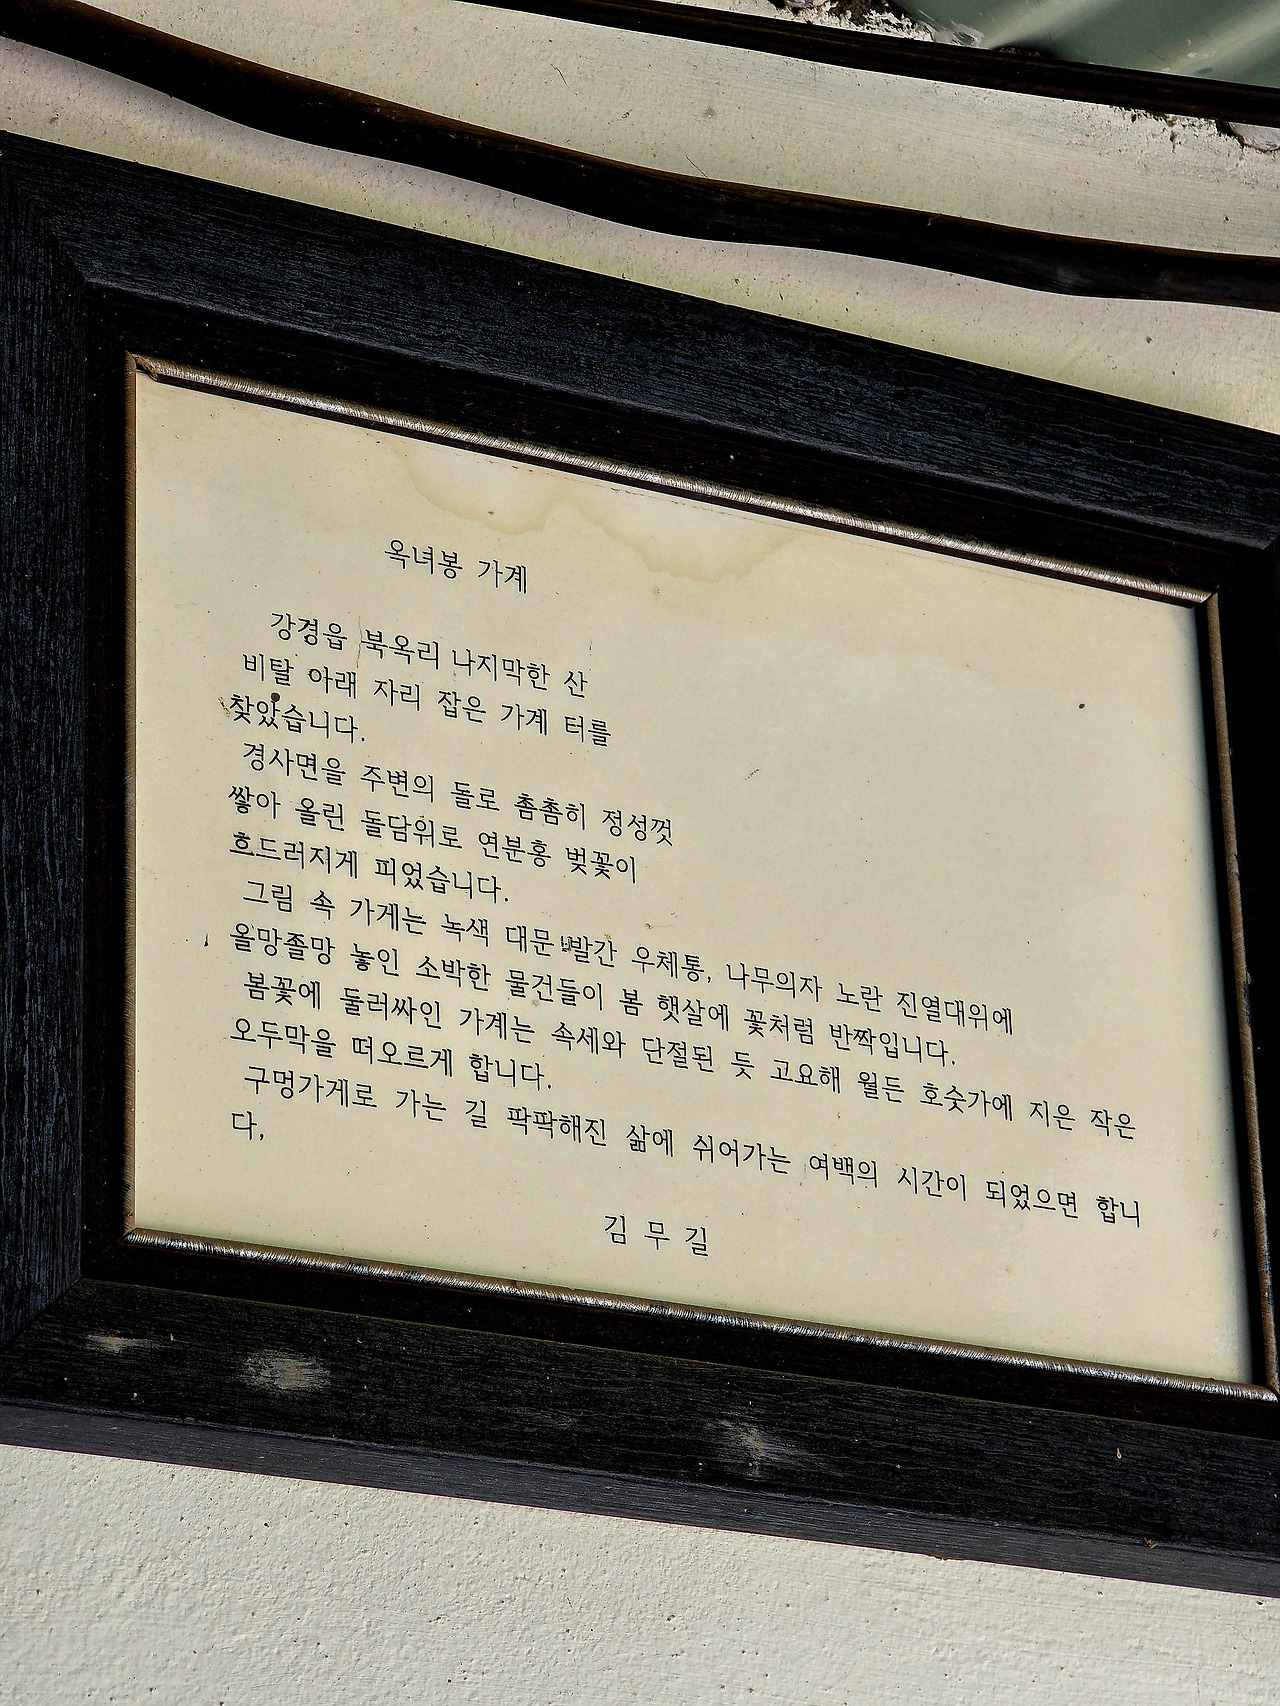 옥녀봉 가계
강경읍 북옥리 나지막한 산
비탈 아래 자리 잡은 가계 터를
찾았습니다.
경사면을 주변의 돌로 촘촘히 정성껏
쌓아 올린 돌담위로 연분홍 벚꽃이
흐드러지게 피었습니다.
그림 속 가게는 녹색 대문 빨간 우체통, 나무의자 노란 진열대위에
올망졸망 놓인 소박한 물건들이 봄 햇살에 꽃처럼 반짝입니다.
봄꽃에 둘러싸인 가계는 속세와 단절된 듯 고요해 월든 호숫가에 지은 작은
오두막을 떠오르게 합니다.
구멍가게로 가는 길 팍팍해진 삶에 쉬어가는 여백의 시간이 되었으면 합니
다,
김 무 길